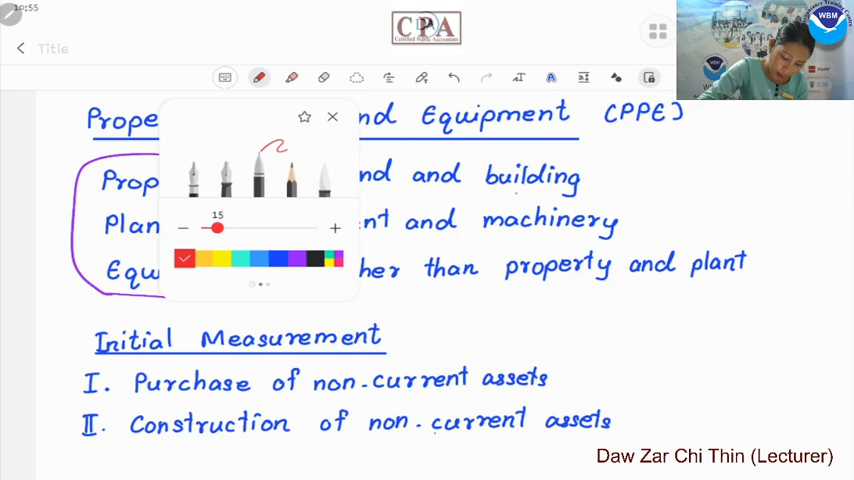 10:55
Title
CPA
Certified Public Accountant
WBM
WBM
Prope nd Equipment (PPE)
15
Prop nd and building
Plan nt and machinery
Equ her than property and plant
Initial Measurement
I. Purchase of non-current assets
II. Construction of non-current assets
Daw Zar Chi Thin (Lecturer)